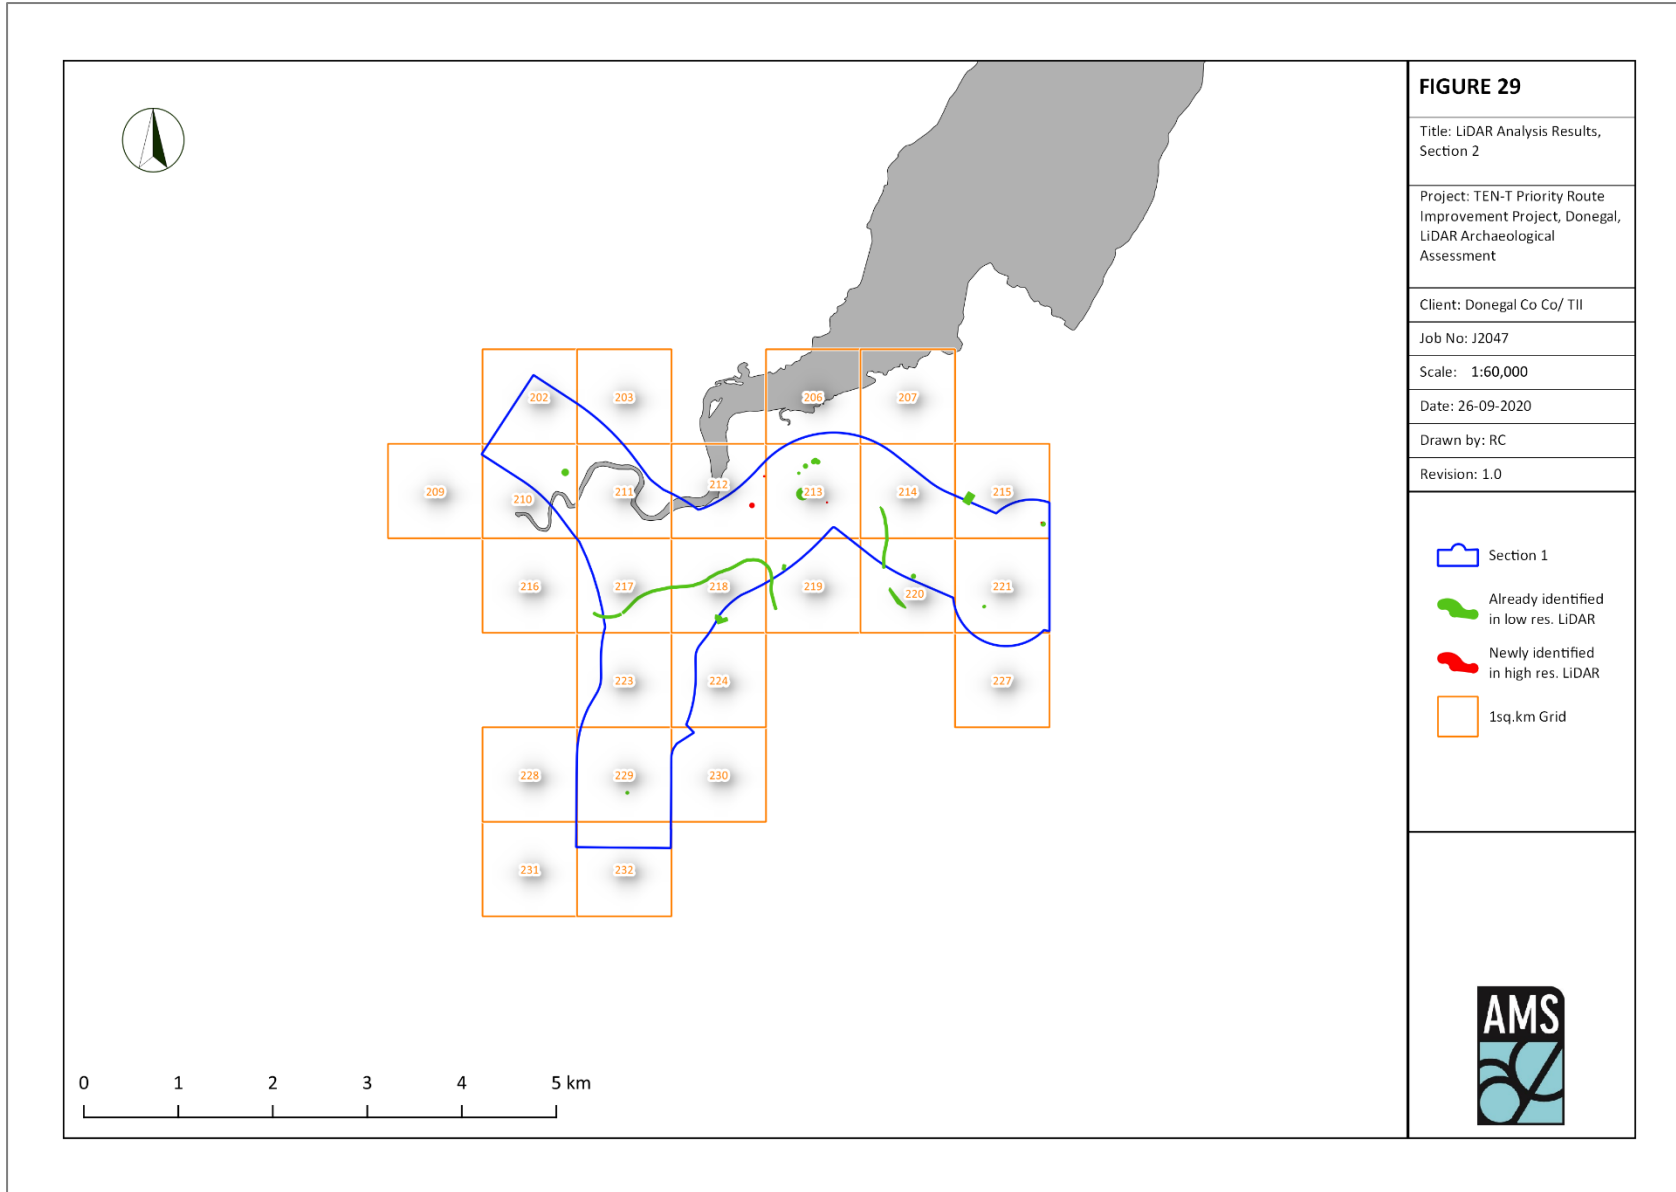 FIGURE 29
Title: LiDAR Analysis Results,
Section 2
Project: TEN-T Priority Route
Improvement Project, Donegal,
LiDAR Archaeological
Assessment
Client: Donegal Co Co/ TII
Job No: J2047
Scale: 1:60,000
Date: 26-09-2020
Drawn by: RC
Revision: 1.0
Section 1
Already identified
in low res. LiDAR
Newly identified
in high res. LiDAR
1sq.km Grid
AMS
202 203 206 207
209 210 211 212 213 214 215
216 217 218 219 220 221
223 224 227
228 229 230
231 232
0 1 2 3 4 5 km